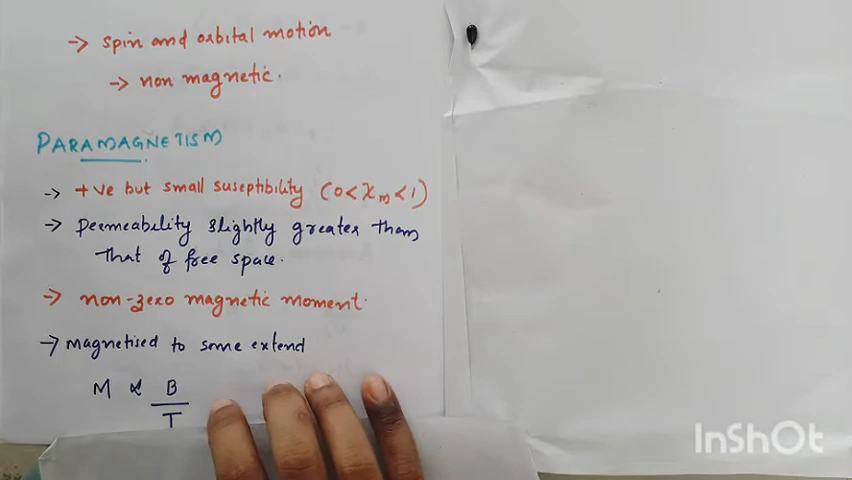 → spin and orbital motion
→ non magnetic.
PARAMAGNETISM
→ +ve but small suseptibility (0 < χm < 1)
→ permeability slightly greater than
that of free space.
→ non-zero magnetic moment.
→ magnetised to some extend
M ∝ B
T
InShOt